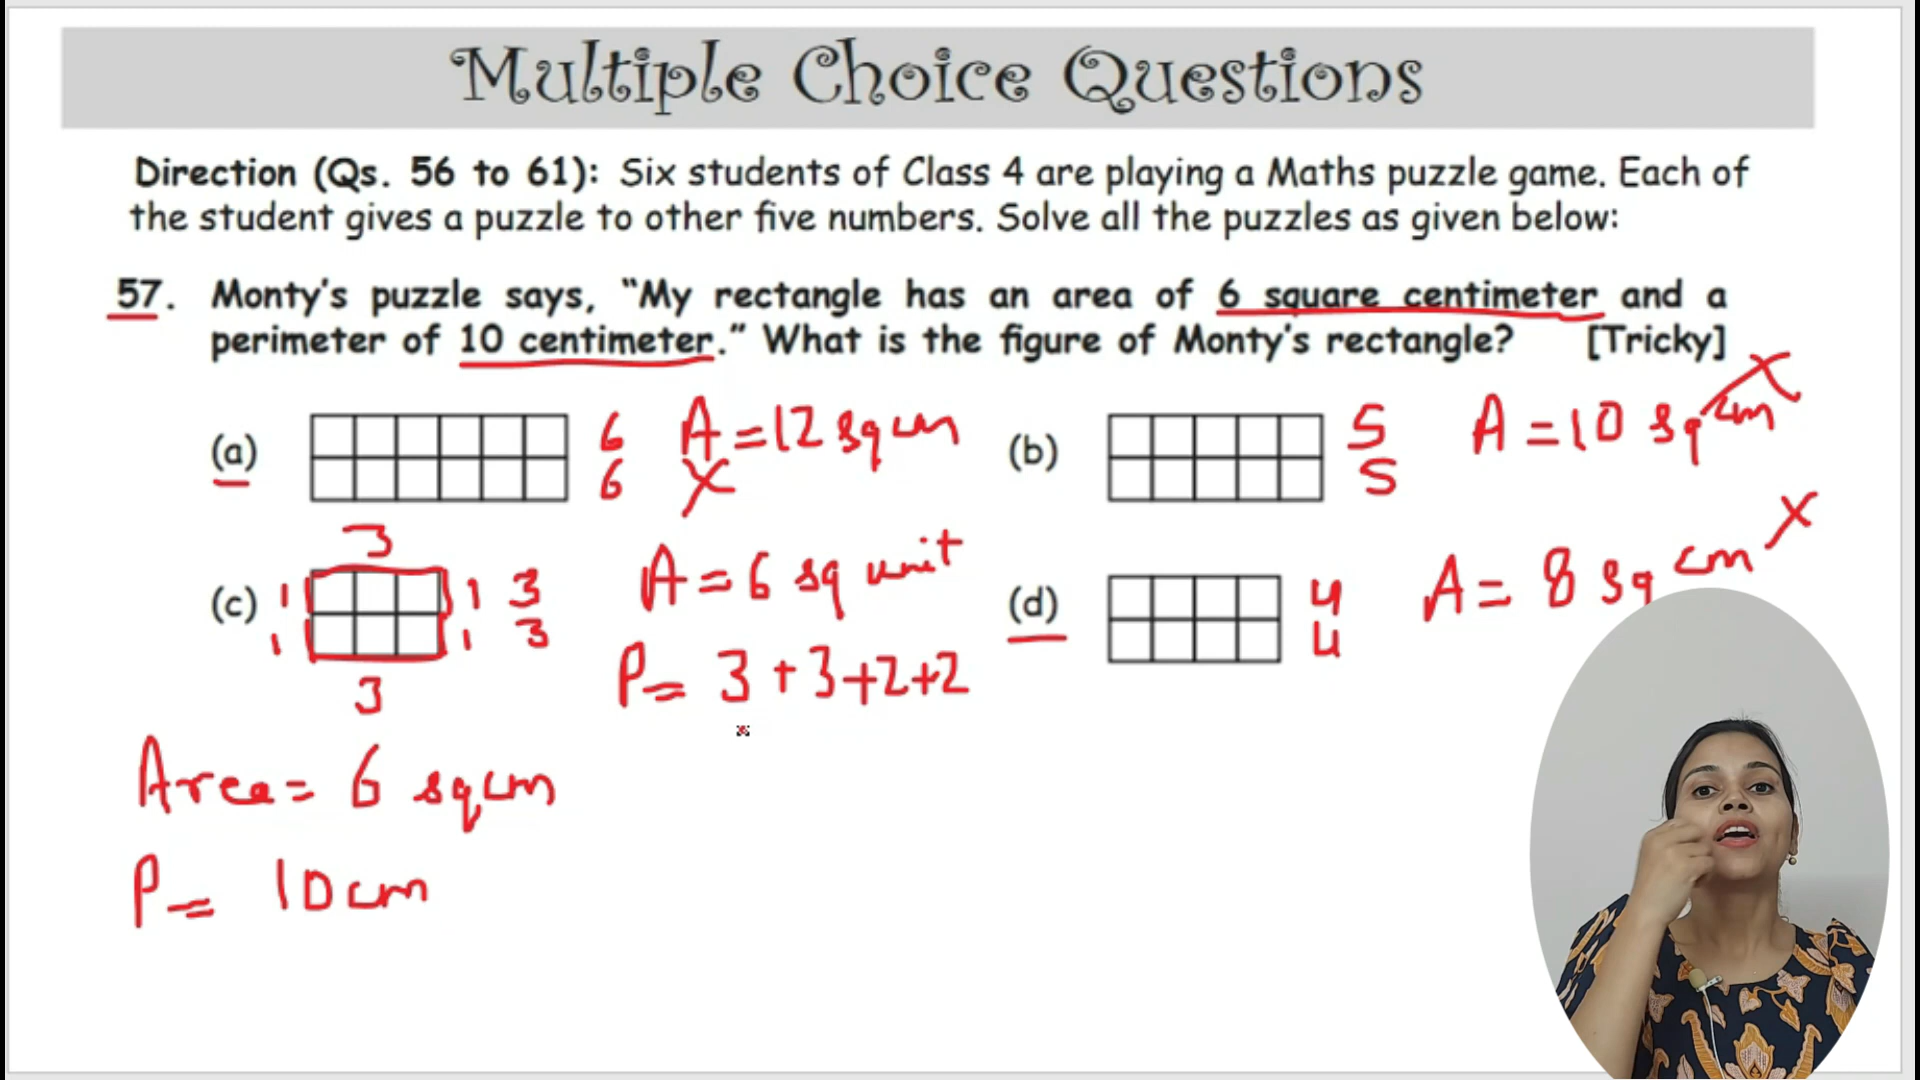 Multiple Choice Questions
Direction (Qs. 56 to 61): Six students of Class 4 are playing a Maths puzzle game. Each of
the student gives a puzzle to other five numbers. Solve all the puzzles as given below:
57. Monty's puzzle says, "My rectangle has an area of 6 square centimeter and a
perimeter of 10 centimeter." What is the figure of Monty's rectangle? [Tricky]
(a) 6 A = 12 sq cm (b) 5 A = 10 sq cm X
6 X 5
3
(c) 1 1 3 A = 6 sq unit (d) 4 A = 8 sq cm X
1 1 3 4
3 P = 3 + 3 + 2 + 2
Area = 6 sq cm
P = 10 cm